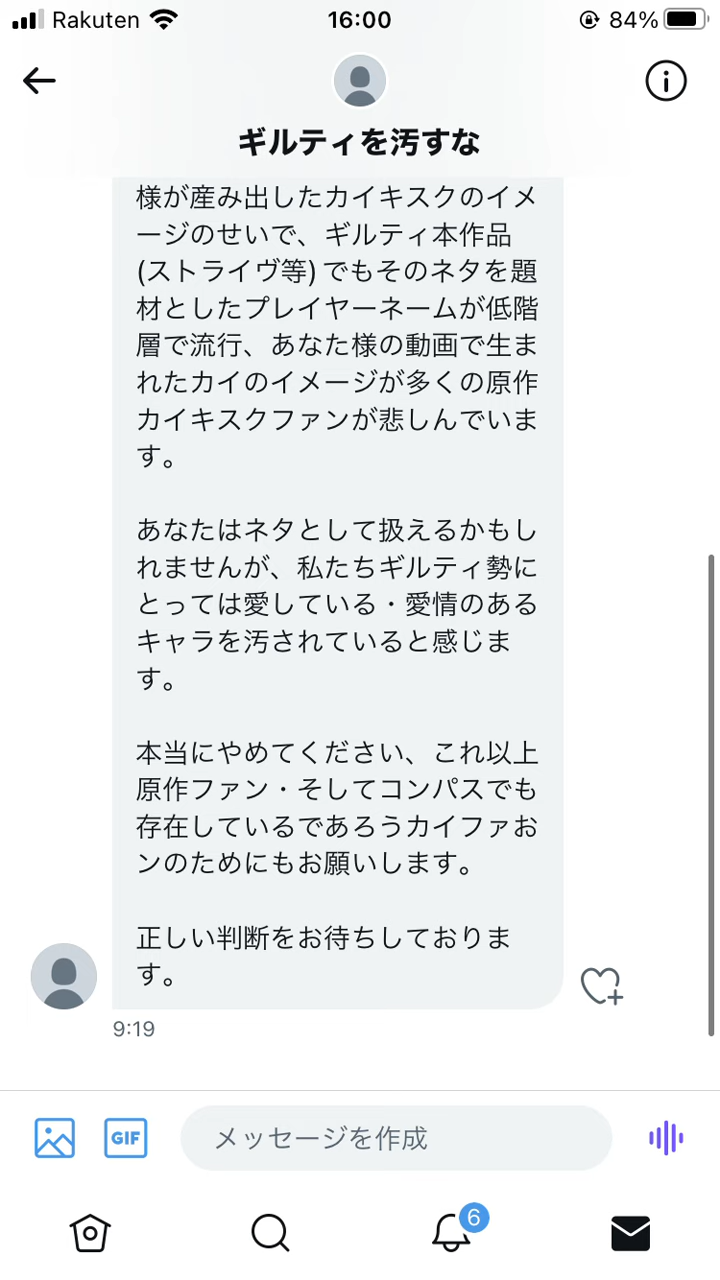 Rakuten
16:00
84%
ギルティを汚すな
様が産み出したカイキスクのイメ
ージのせいで、ギルティ本作品
(ストライヴ等) でもそのネタを題
材としたプレイヤーネームが低階
層で流行、あなた様の動画で生ま
れたカイのイメージが多くの原作
カイキスクファンが悲しんでいま
す。
あなたはネタとして扱えるかもし
れませんが、私たちギルティ勢に
とっては愛している・愛情のある
キャラを汚されていると感じま
す。
本当にやめてください、これ以上
原作ファン・そしてコンパスでも
存在しているであろうカイファお
ンのためにもお願いします。
正しい判断をお待ちしておりま
す。
9:19
GIF
メッセージを作成
6